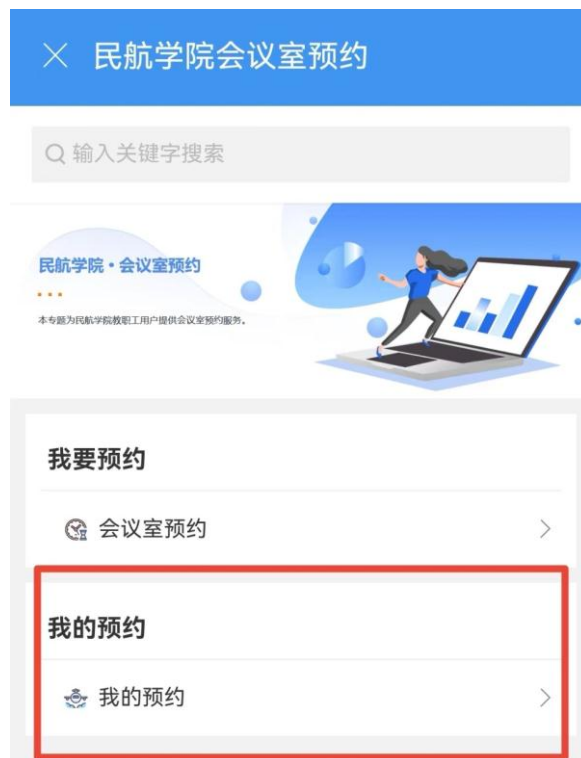 民航学院会议室预约
输入关键字搜索
民航学院·会议室预约
本专题为民航学院教职工用户提供会议室预约服务。
我要预约
会议室预约
我的预约
我的预约